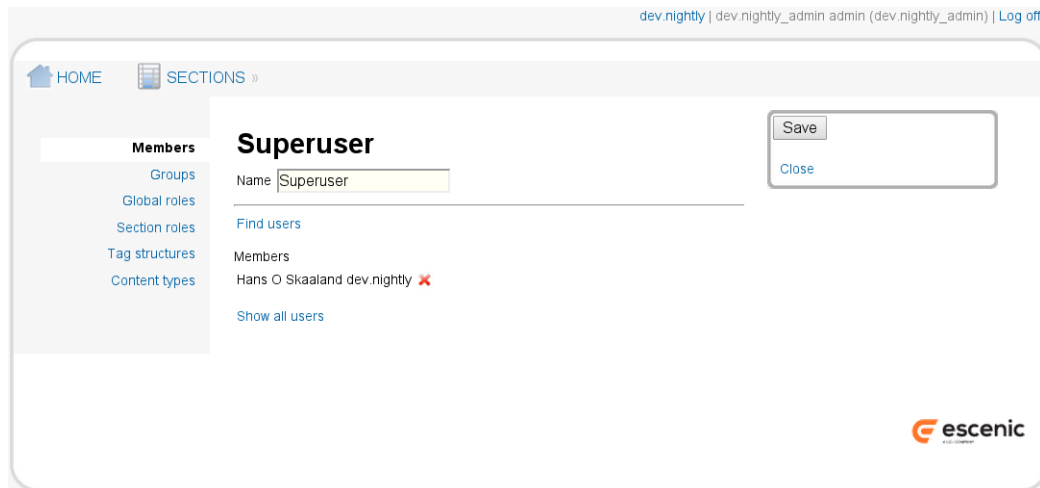 dev.nightly | dev.nightly_admin admin (dev.nightly_admin) | Log off
HOME SECTIONS »
Members
Groups
Global roles
Section roles
Tag structures
Content types
Superuser
Name Superuser
Find users
Members
Hans O Skaaland dev.nightly
Show all users
Save
Close
escenic